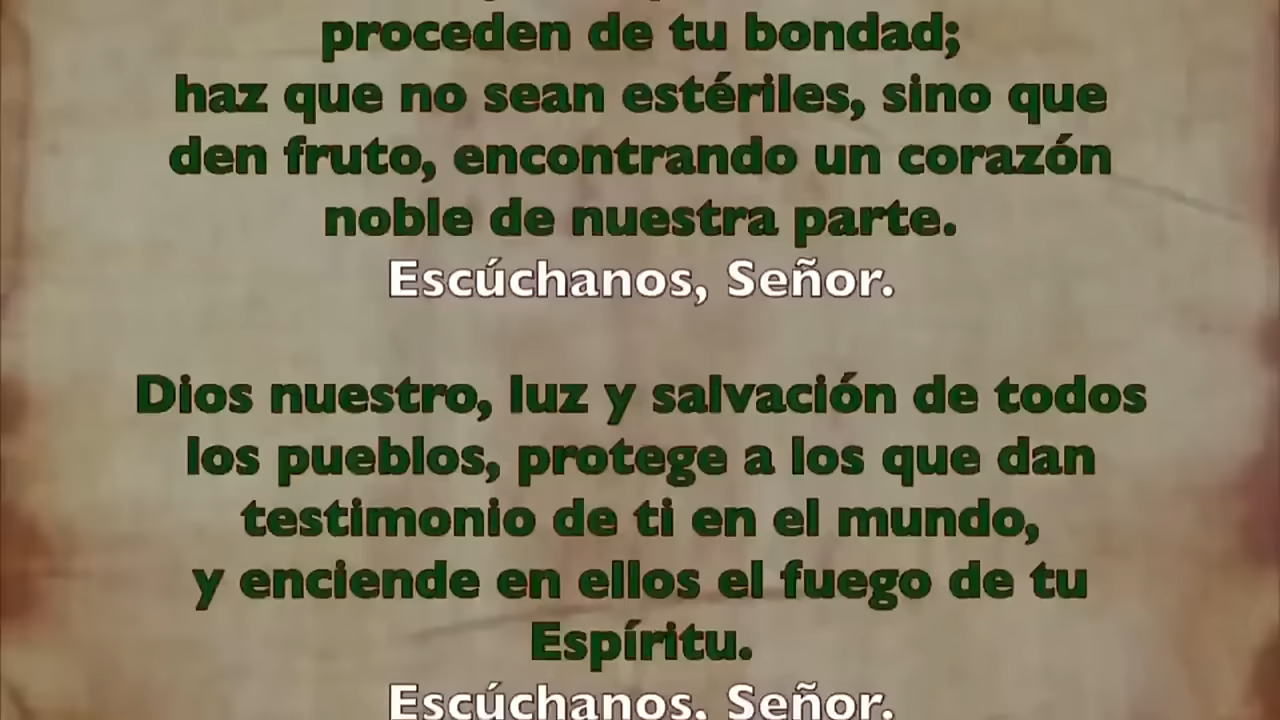 proceden de tu bondad;
haz que no sean estériles, sino que
den fruto, encontrando un corazón
noble de nuestra parte.
Escúchanos, Señor.
Dios nuestro, luz y salvación de todos
los pueblos, protege a los que dan
testimonio de ti en el mundo,
y enciende en ellos el fuego de tu
Espíritu.
Escúchanos, Señor.